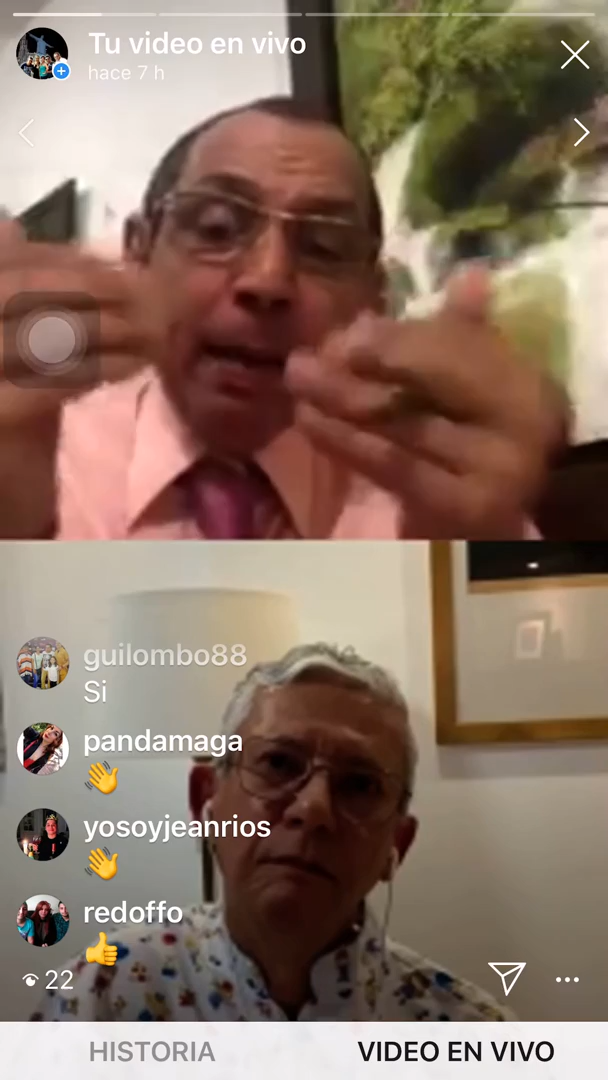 Tu video en vivo
hace 7 h
guilombo88
Si
pandamaga
👋
yosoyjeanrios
👋
redoffo
👍
22
HISTORIA
VIDEO EN VIVO